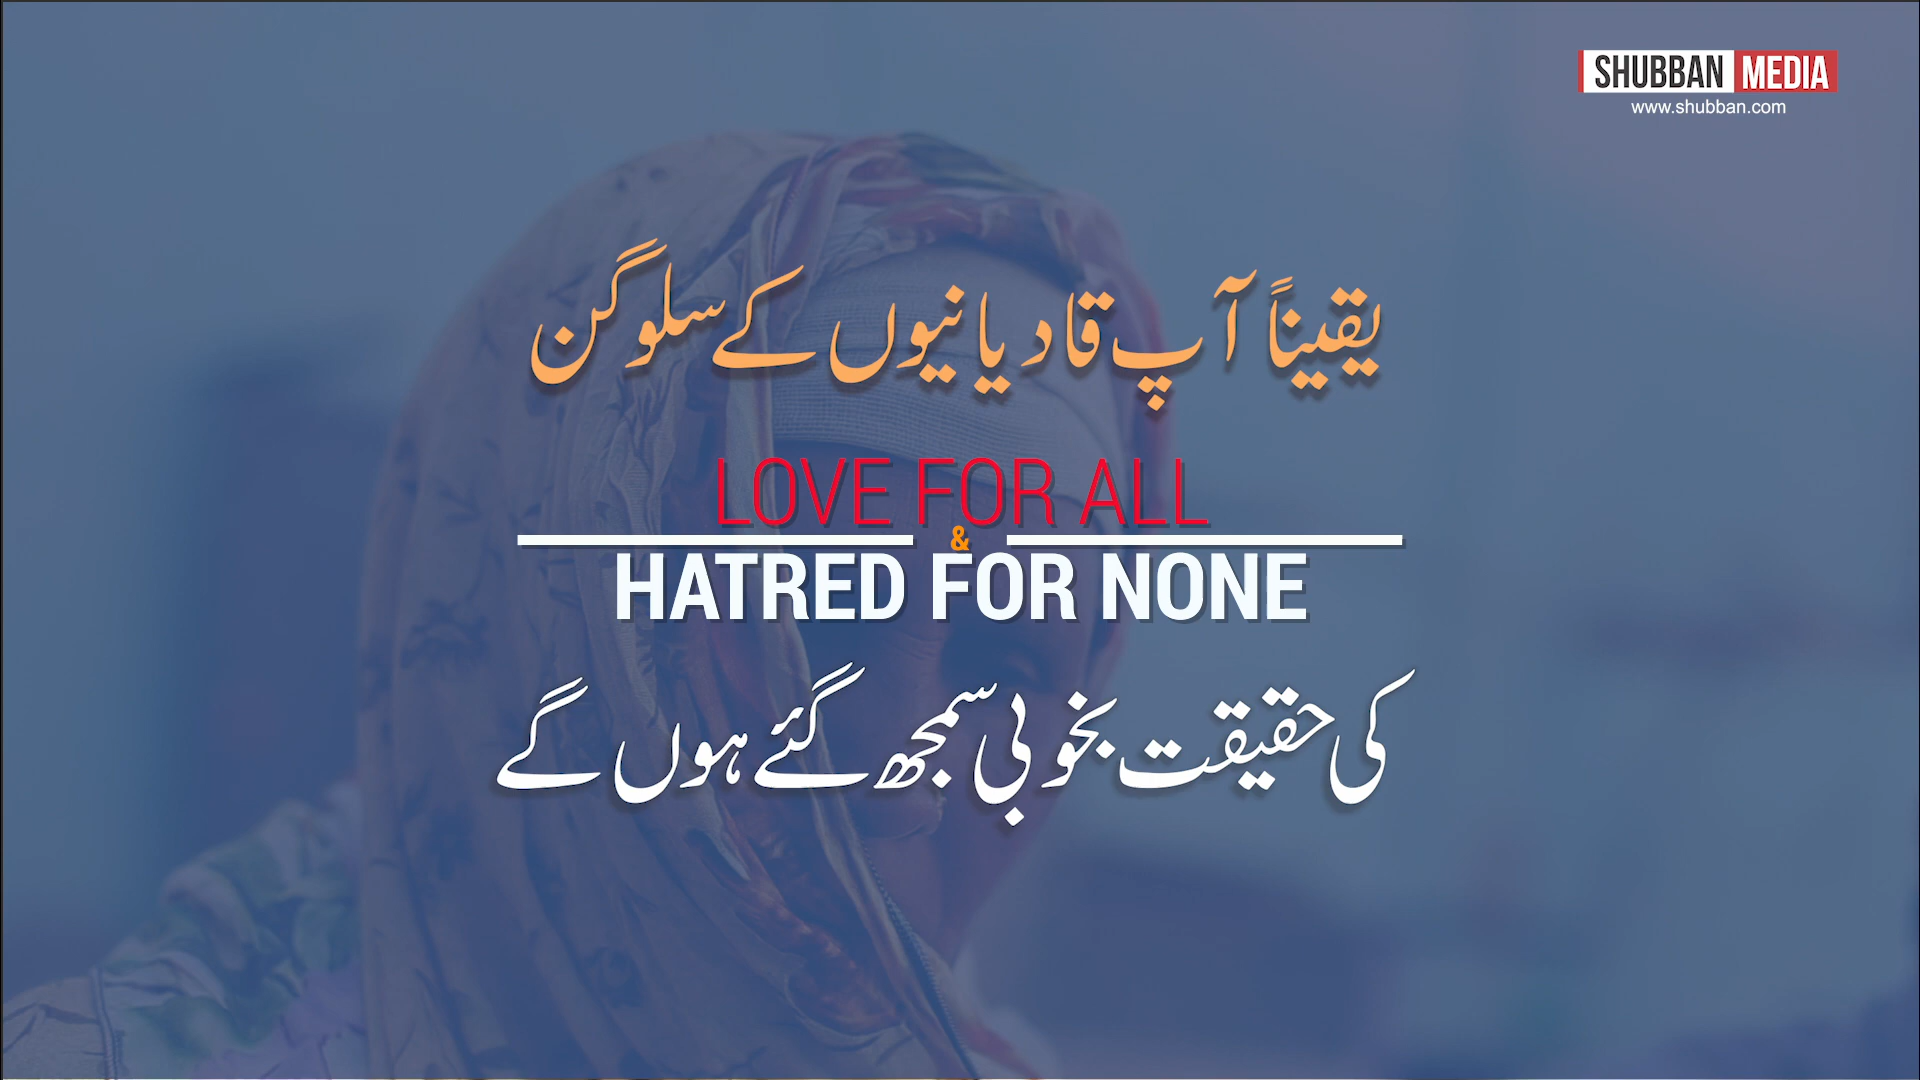 SHUBBAN MEDIA
www.shubban.com
یقیناً آپ قادیانیوں کے سلوگن
LOVE FOR ALL
&
HATRED FOR NONE
کی حقیقت بخوبی سمجھ گئے ہوں گے